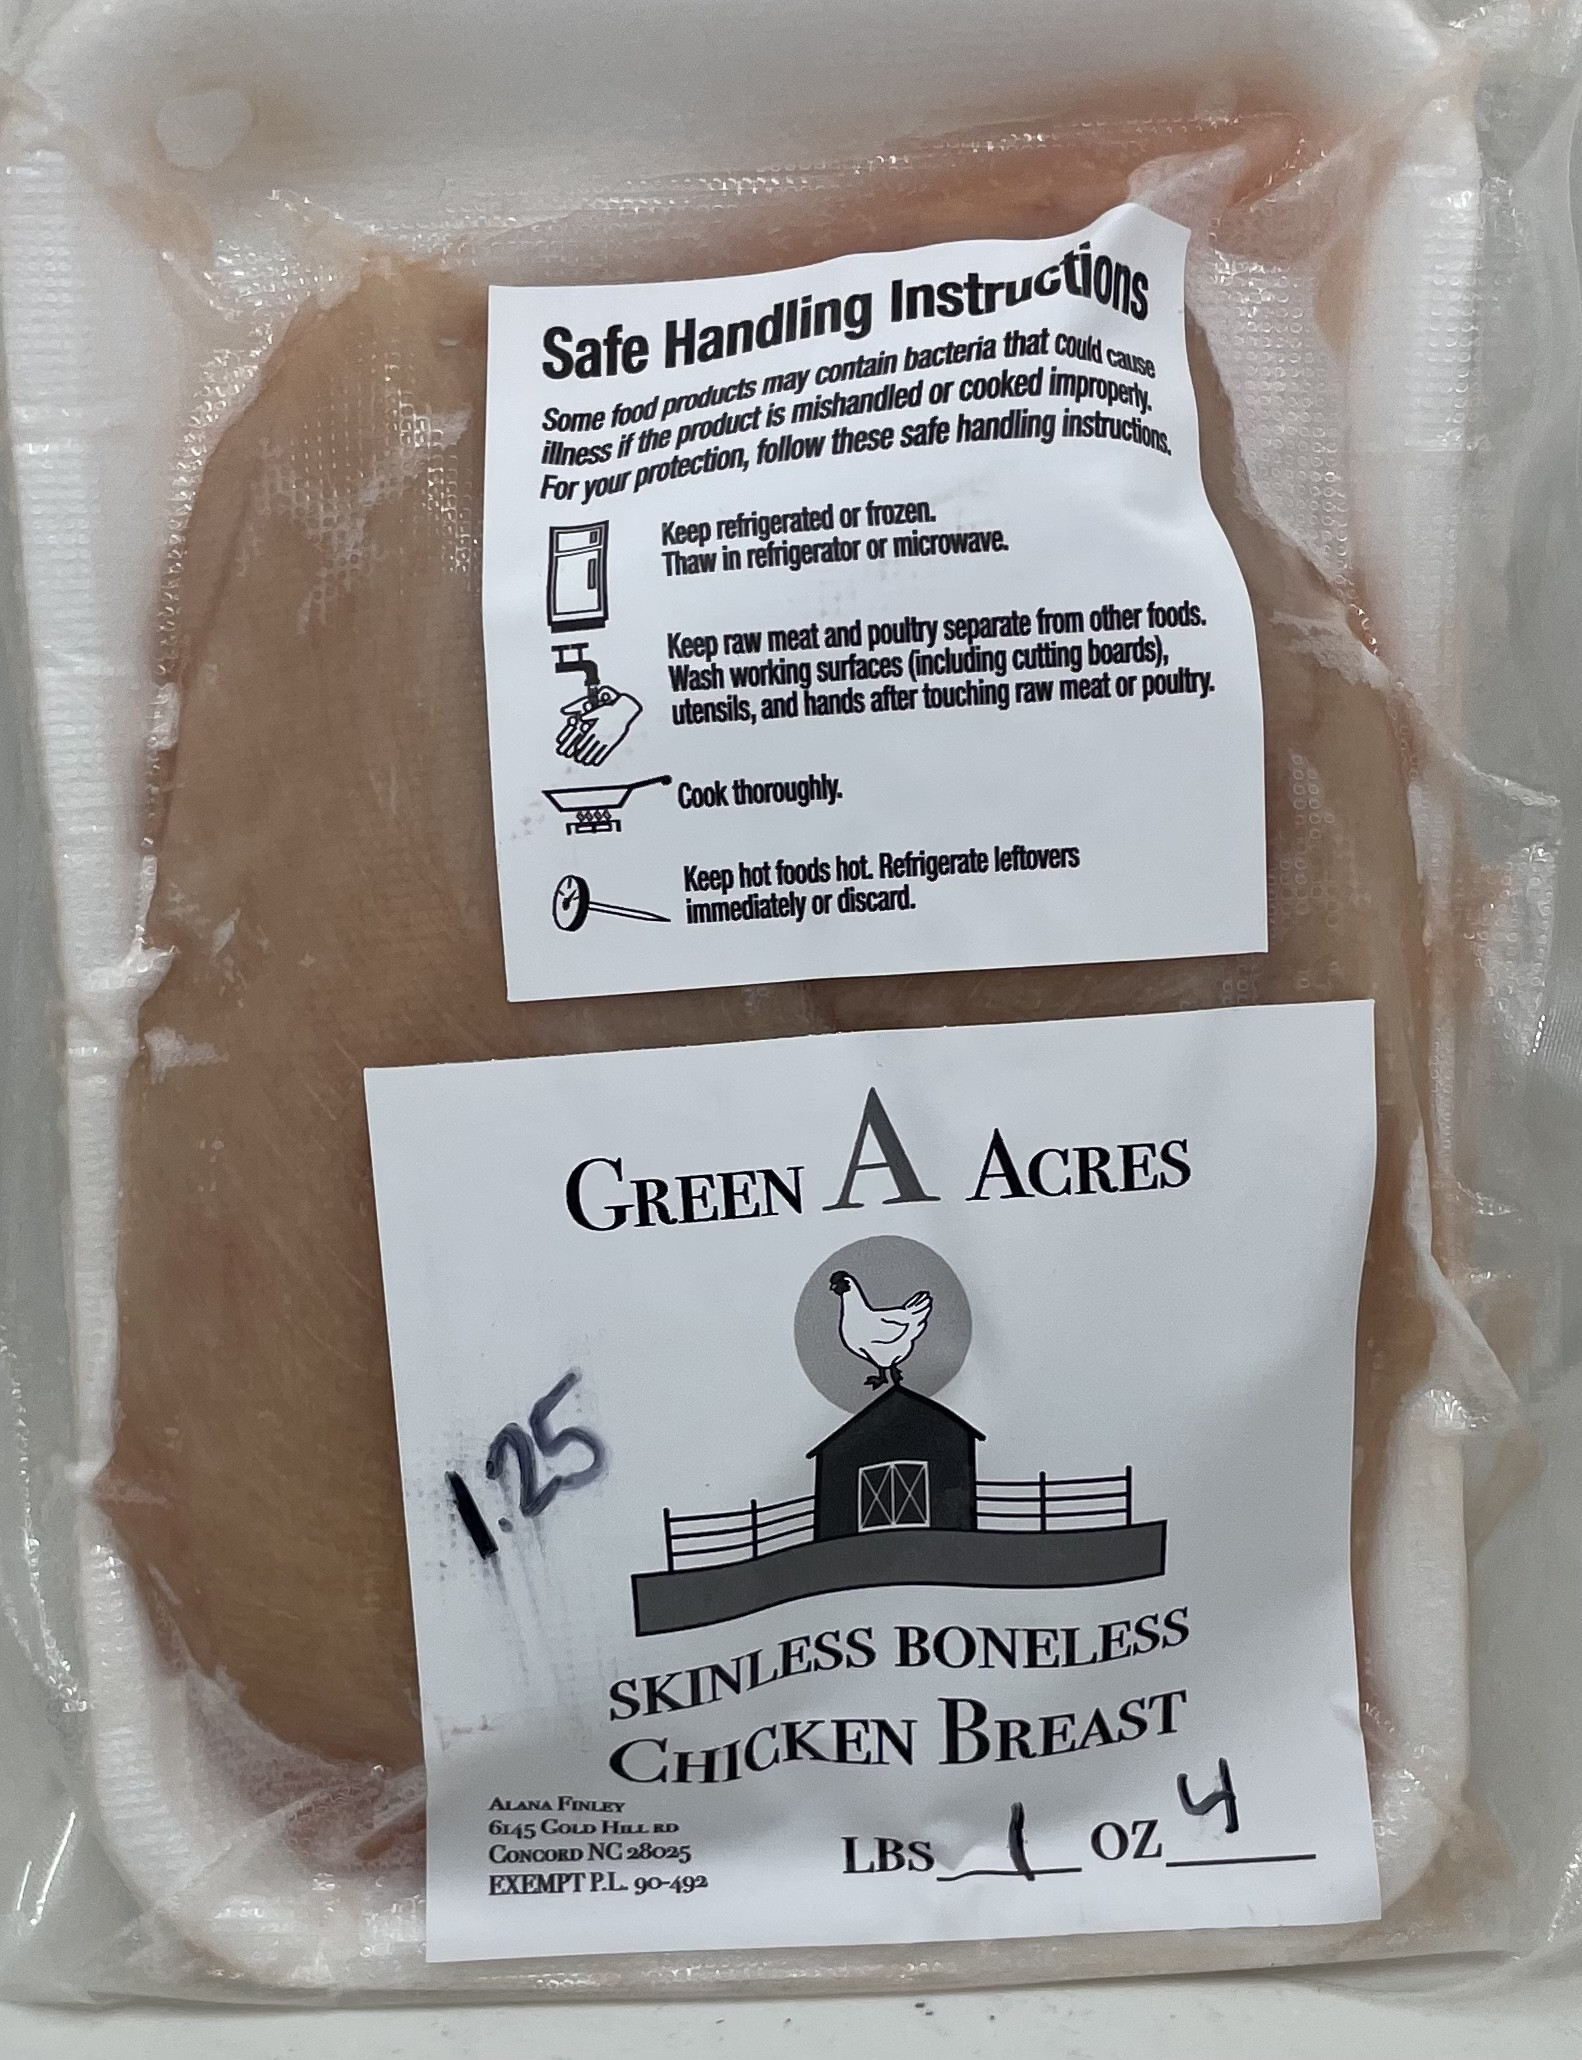 Safe Handling Instructions
Some food products may contain bacteria that could cause
illness if the product is mishandled or cooked improperly.
For your protection, follow these safe handling instructions.
Keep refrigerated or frozen.
Thaw in refrigerator or microwave.
Keep raw meat and poultry separate from other foods.
Wash working surfaces (including cutting boards),
utensils, and hands after touching raw meat or poultry.
Cook thoroughly.
Keep hot foods hot. Refrigerate leftovers
immediately or discard.
GREEN A ACRES
1.25
SKINLESS BONELESS
CHICKEN BREAST
ALANA FINLEY
6145 GOLD HILL RD
CONCORD NC 28025
EXEMPT P.L. 90-492
LBS 1 OZ 4